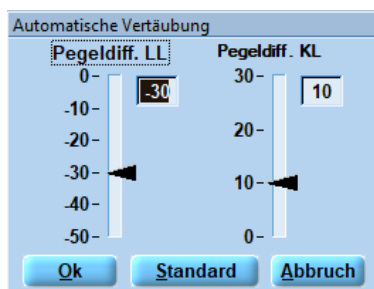 Automatische Vertäubung
Pegeldiff. LL Pegeldiff. KL
0- -30 30- 10
-10-
-20- 20-
-30- 10-
-40-
-50- 0-
Ok Standard Abbruch